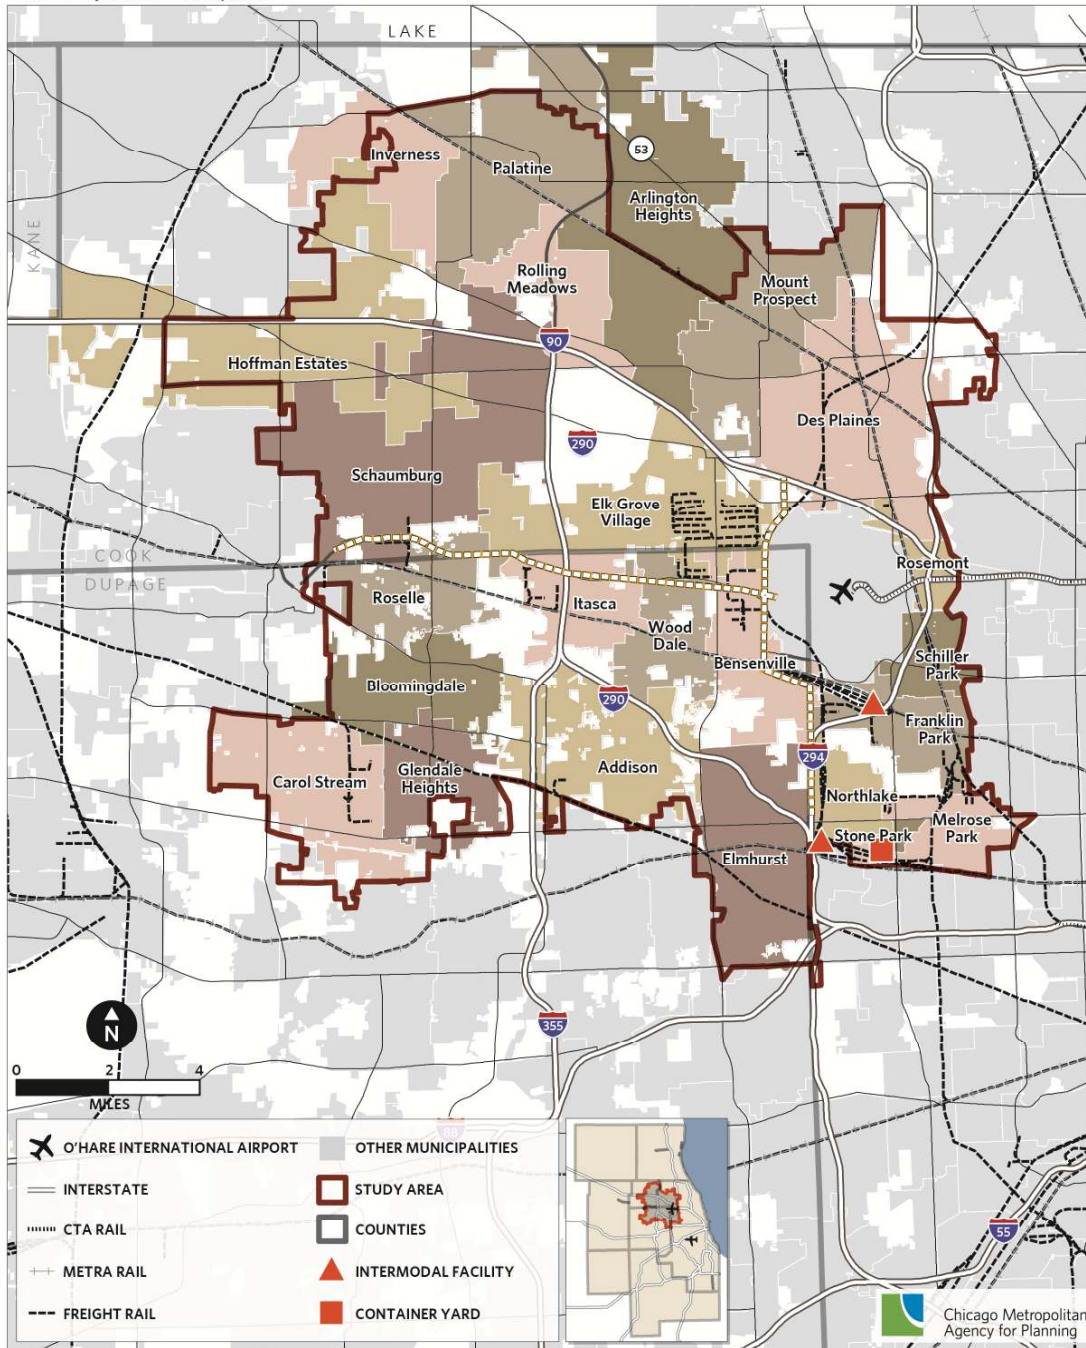 LAKE
53
Inverness
Palatine
Arlington
Heights
KANE
Rolling
Meadows
Mount
Prospect
90
Hoffman Estates
Des Plaines
290
Schaumburg
Elk Grove
Village
COOK
DUPAGE
Rosemont
Roselle
Itasca
Wood
Dale
Bensenville
Schiller
Park
Bloomingdale
290
Franklin
Park
294
Addison
Carol Stream
Glendale
Heights
Northlake
Melrose
Park
Stone Park
Elmhurst
N
355
0 2 4
MILES
88
O'HARE INTERNATIONAL AIRPORT
INTERSTATE
CTA RAIL
METRA RAIL
FREIGHT RAIL
OTHER MUNICIPALITIES
STUDY AREA
COUNTIES
INTERMODAL FACILITY
CONTAINER YARD
55
Chicago Metropolitan
Agency for Planning